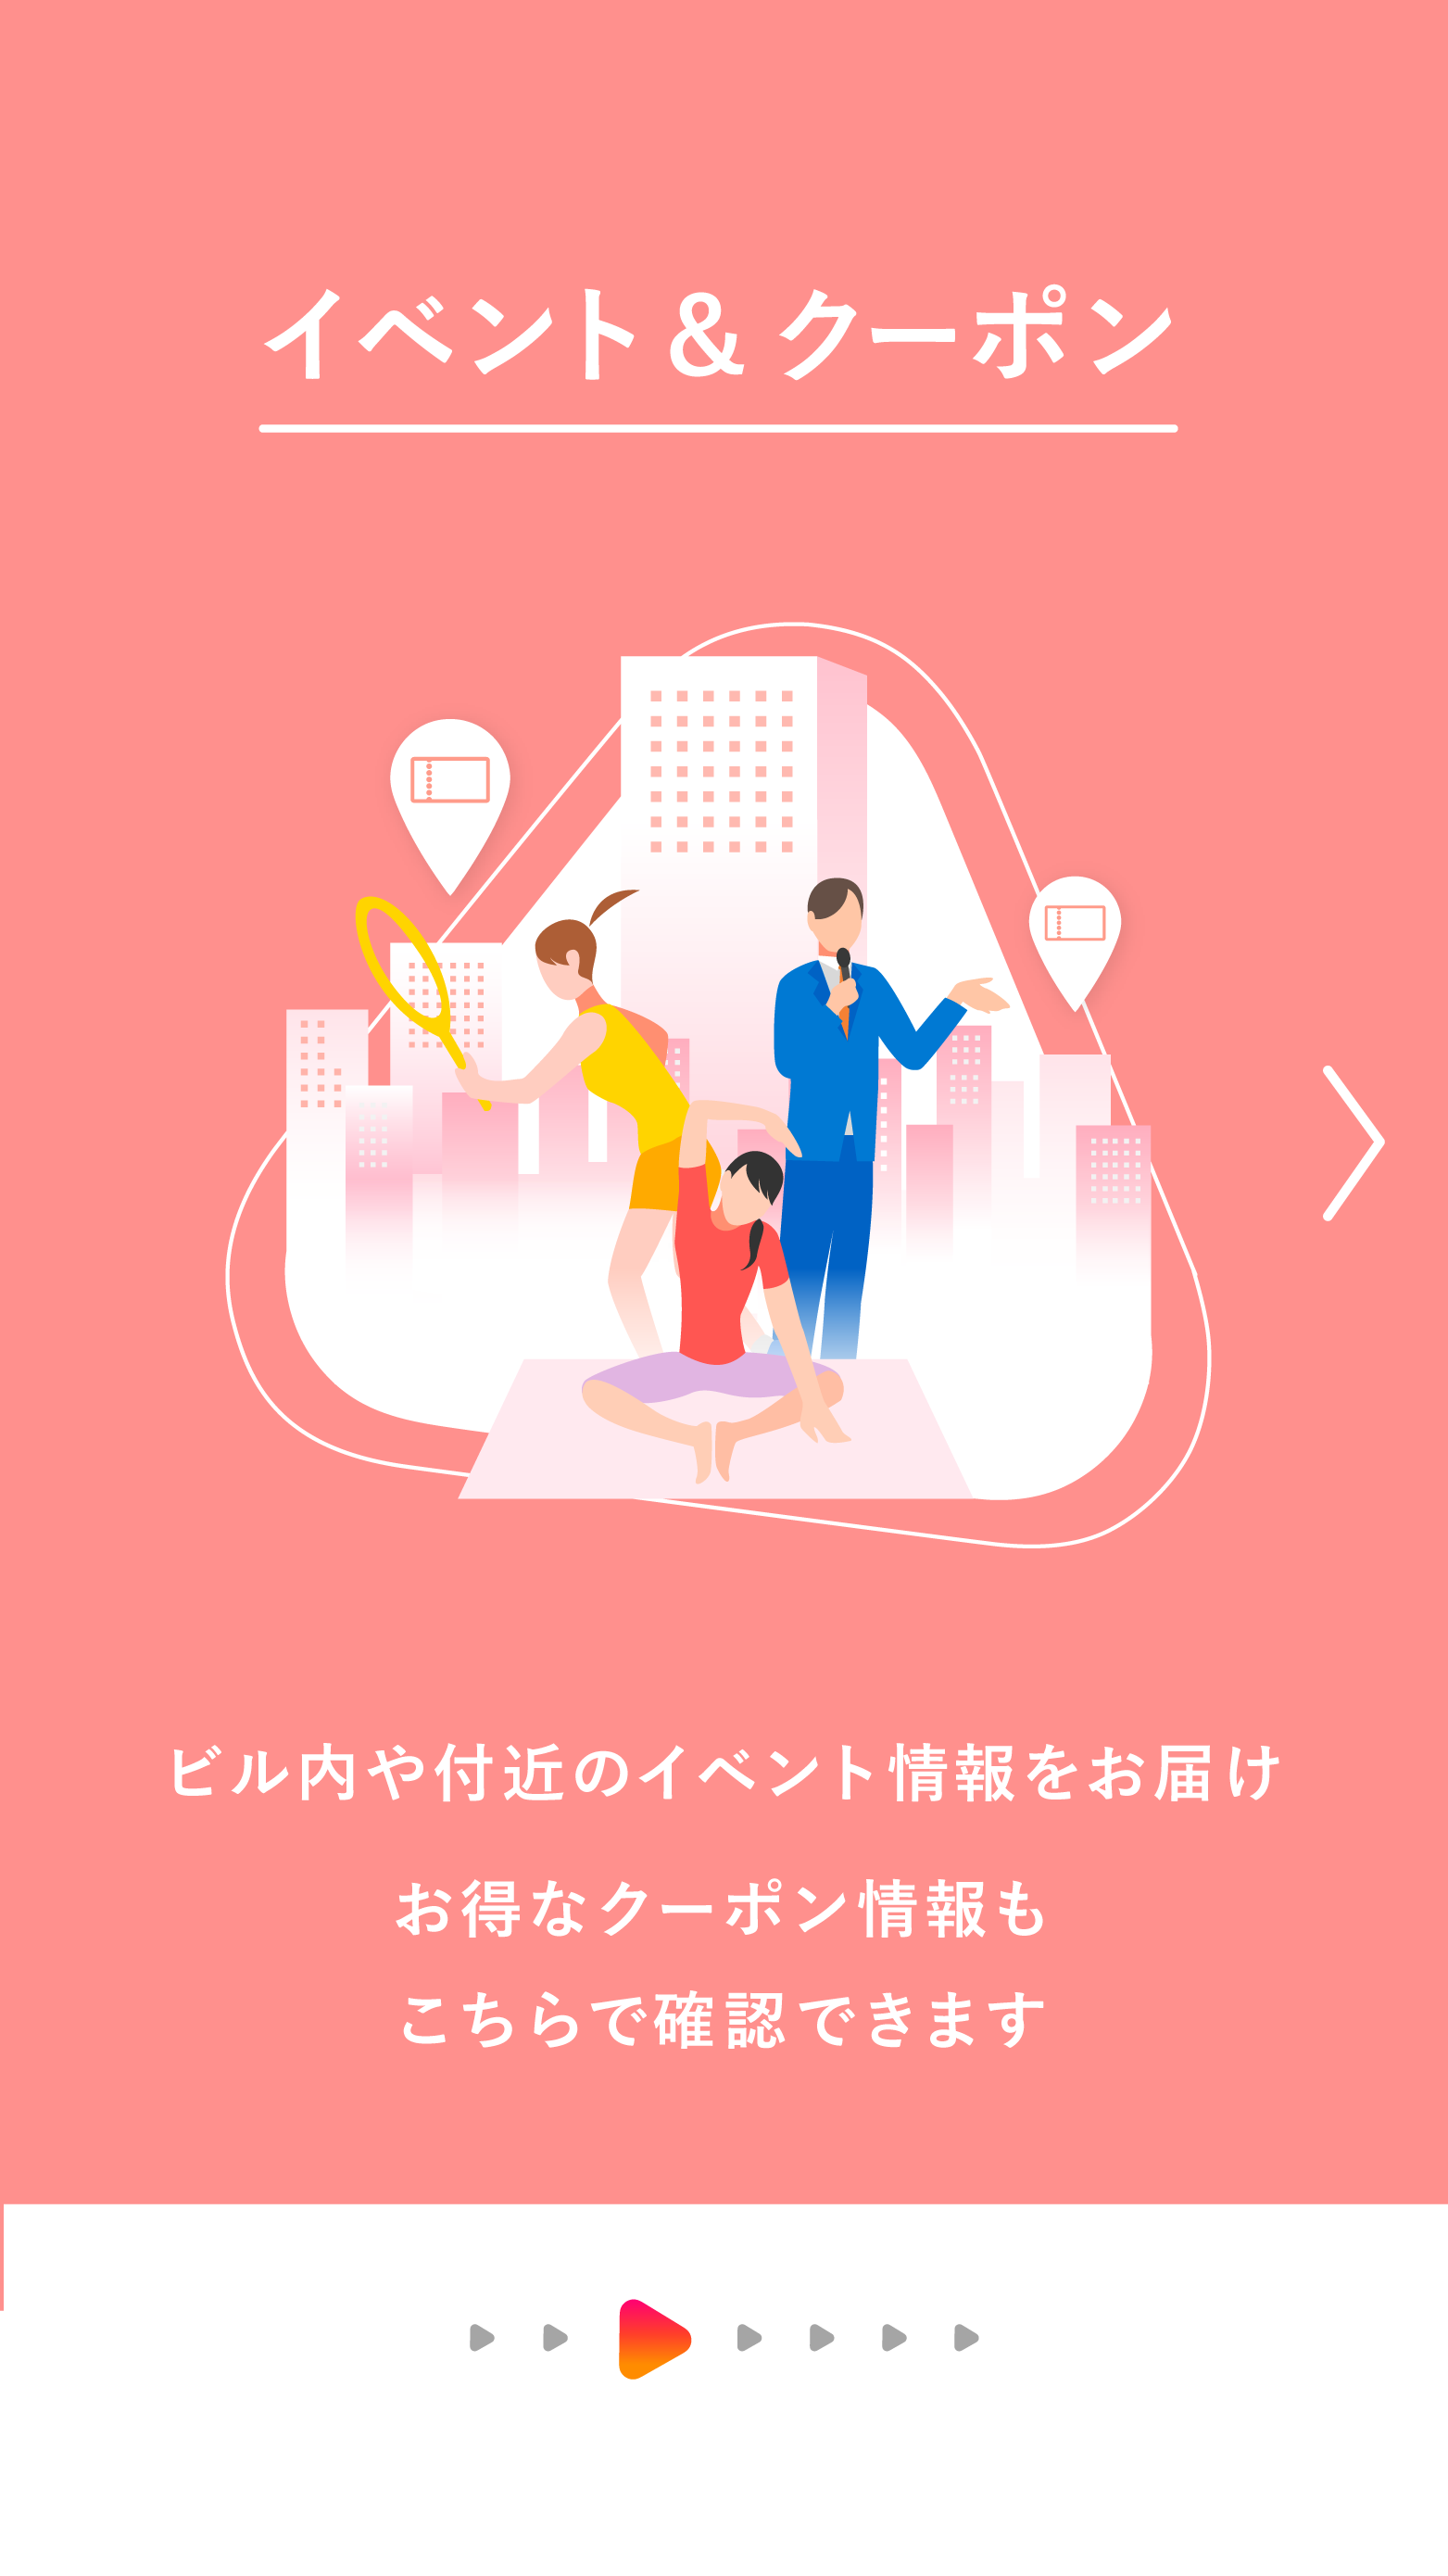 イベント& クーポン
ビル内や付近のイベント情報をお届け
お得なクーポン情報も
こちらで確認できます